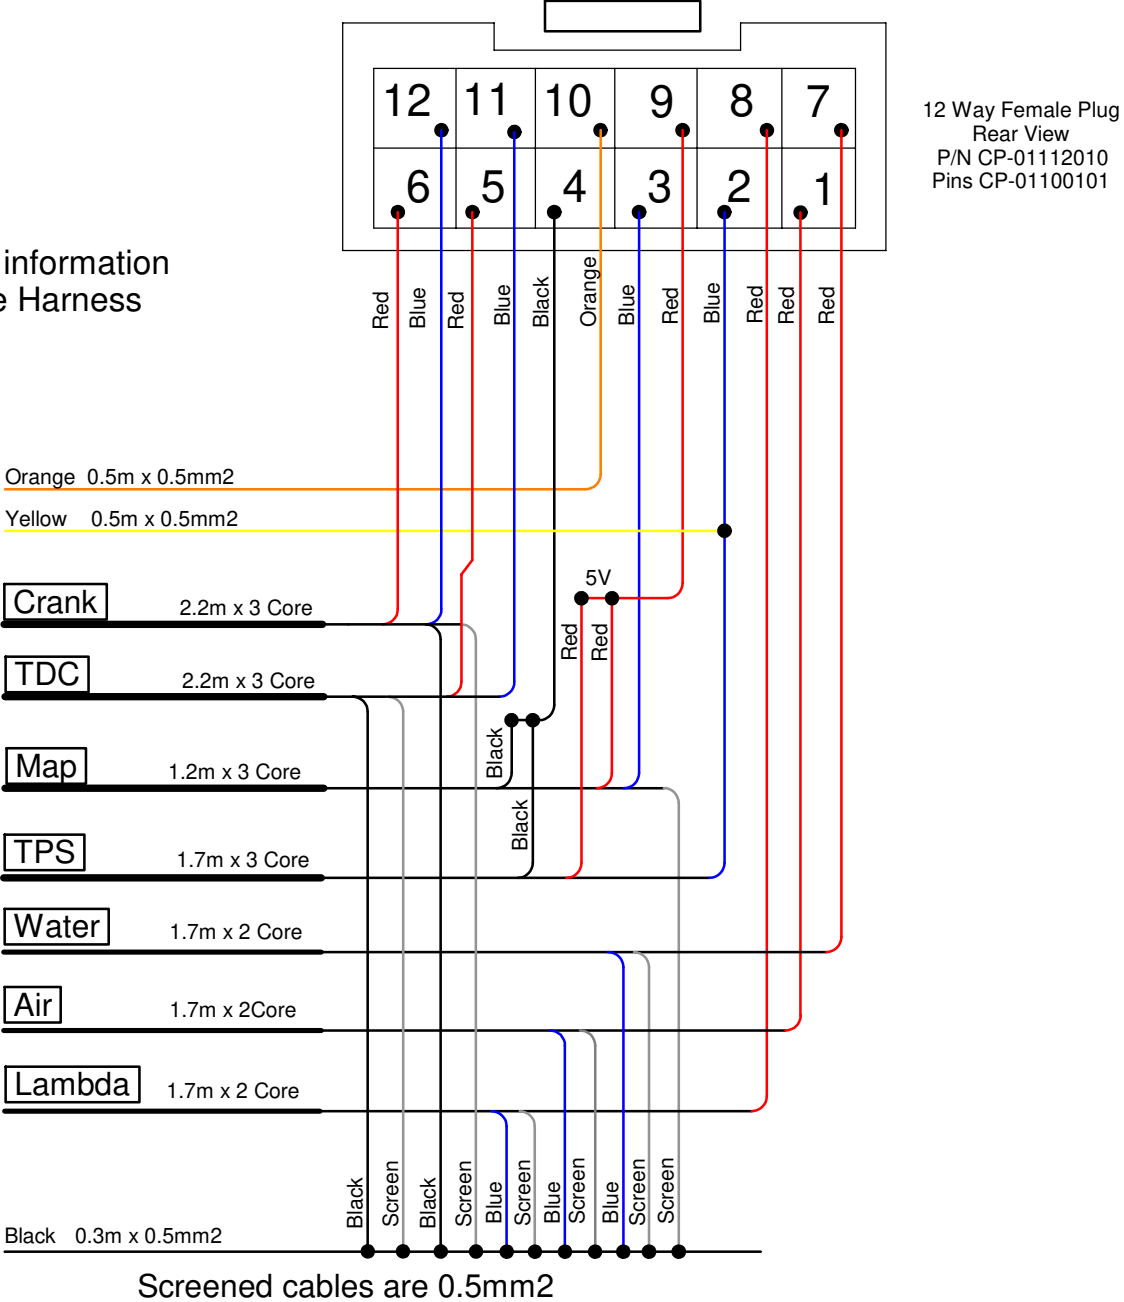 12 11 10 9 8 7
6 5 4 3 2 1
12 Way Female Plug
Rear View
P/N CP-01112010
Pins CP-01100101
information
e Harness
Red
Blue
Red
Blue
Black
Orange
Blue
Red
Blue
Red
Red
Red
Orange 0.5m x 0.5mm2
Yellow 0.5m x 0.5mm2
5V
Crank 2.2m x 3 Core
Red
Red
TDC 2.2m x 3 Core
Black
Map 1.2m x 3 Core
Black
TPS 1.7m x 3 Core
Water 1.7m x 2 Core
Air 1.7m x 2Core
Lambda 1.7m x 2 Core
Black
Screen
Black
Screen
Blue
Screen
Blue
Screen
Blue
Screen
Screen
Black 0.3m x 0.5mm2
Screened cables are 0.5mm2